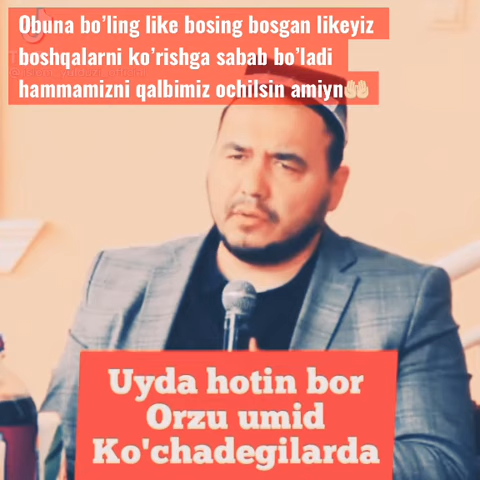 Obuna bo’ling like bosing bosgan likeyiz
boshqalarni ko’rishga sabab bo’ladi
hammamizni qalbimiz ochilsin amiyn🤲🏻
Uyda hotin bor
Orzu umid
Ko'chadegilarda